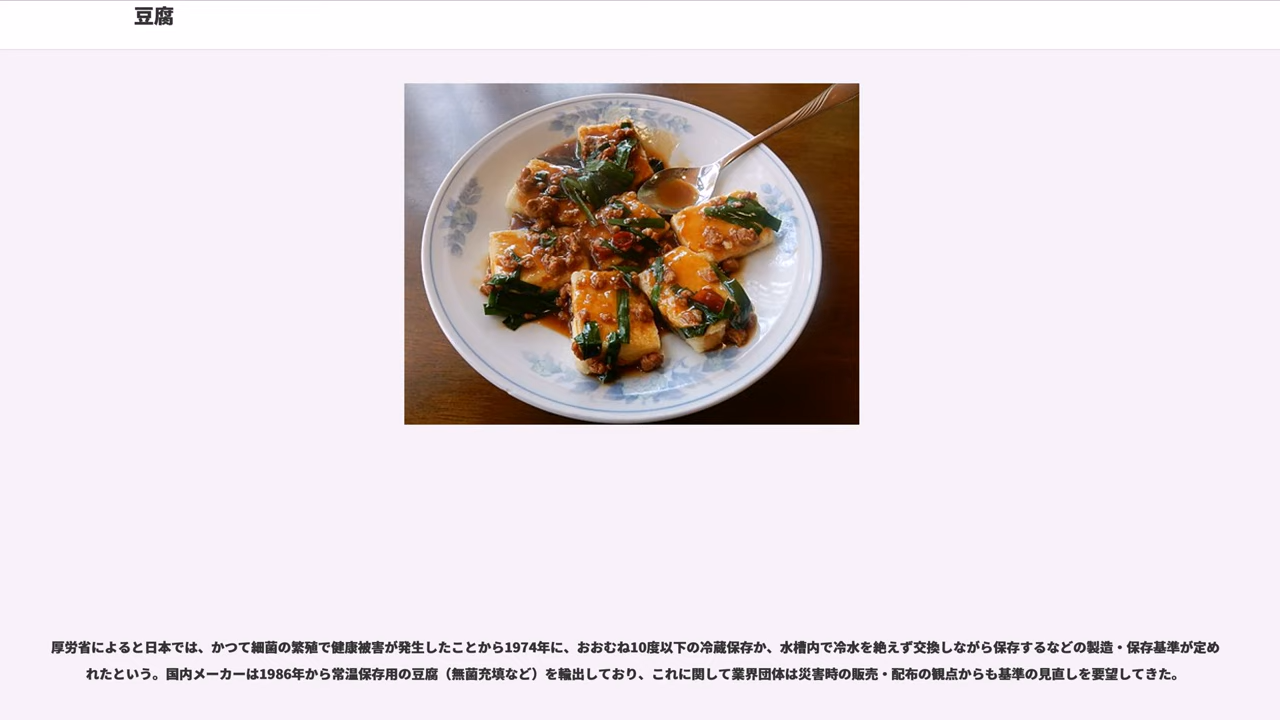 豆腐
厚労省によると日本では、かつて細菌の繁殖で健康被害が発生したことから1974年に、おおむね10度以下の冷蔵保存か、水槽内で冷水を絶えず交換しながら保存するなどの製造・保存基準が定め
れたという。国内メーカーは1986年から常温保存用の豆腐（無菌充填など）を輸出しており、これに関して業界団体は災害時の販売・配布の観点からも基準の見直しを要望してきた。